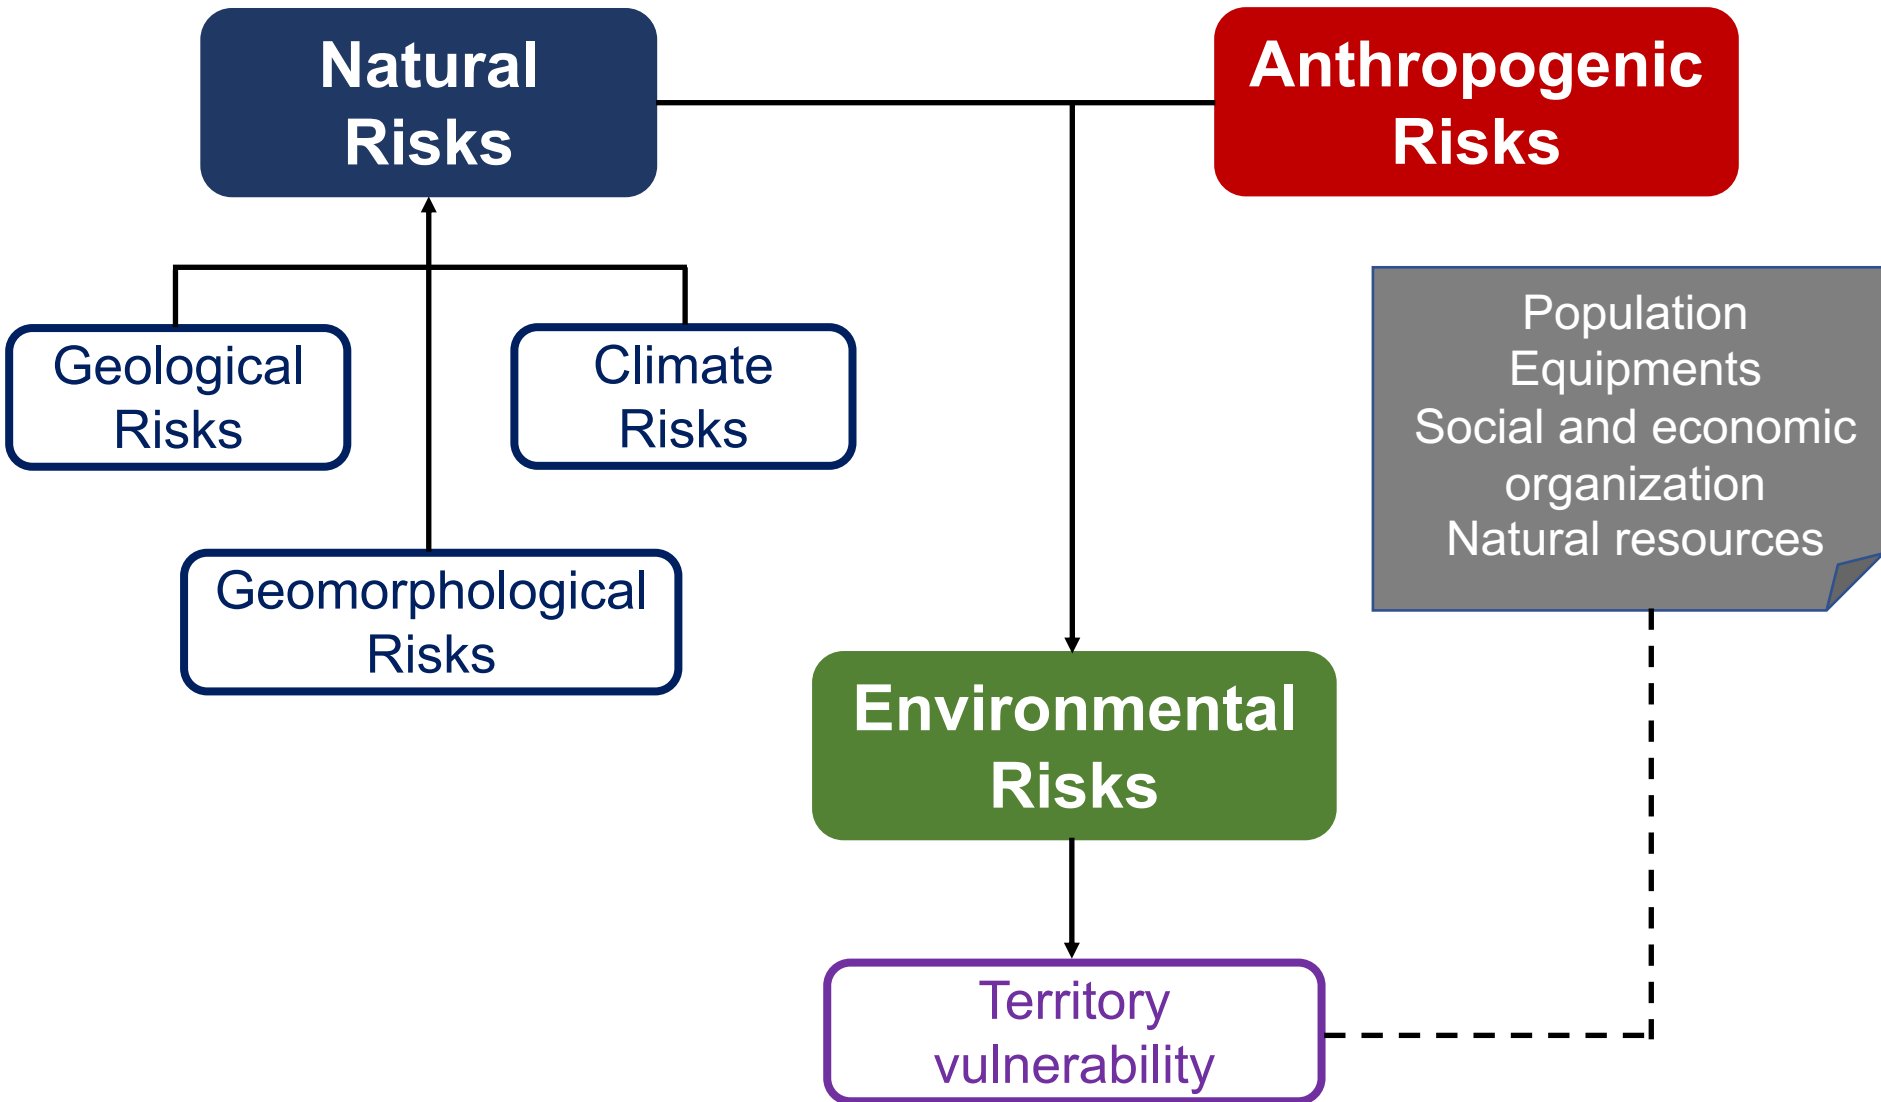 Natural
Risks
Anthropogenic
Risks
Geological
Risks
Climate
Risks
Geomorphological
Risks
Population
Equipments
Social and economic
organization
Natural resources
Environmental
Risks
Territory
vulnerability